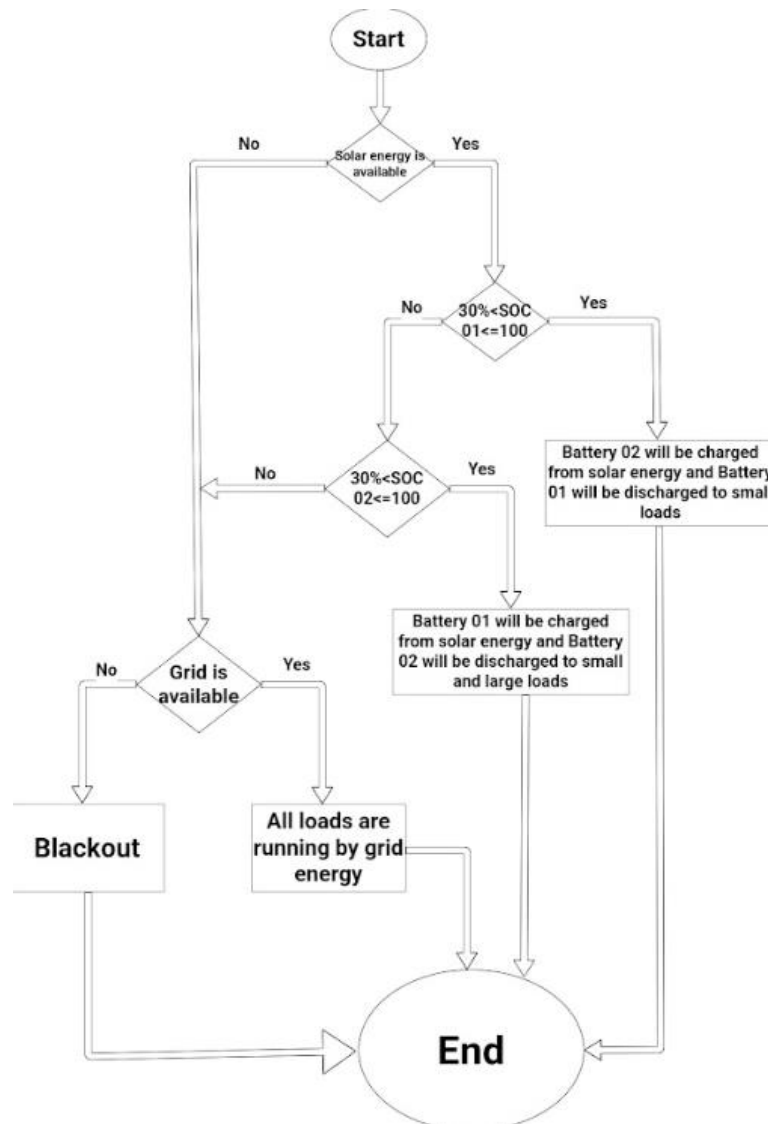 Start
No
Yes
Solar energy is
available
No
30%<SOC
01<=100
Yes
No
30%<SOC
02<=100
Yes
Battery 02 will be charged
from solar energy and Battery
01 will be discharged to small
loads
Battery 01 will be charged
from solar energy and Battery
02 will be discharged to small
and large loads
No
Grid is
available
Yes
Blackout
All loads are
running by grid
energy
End